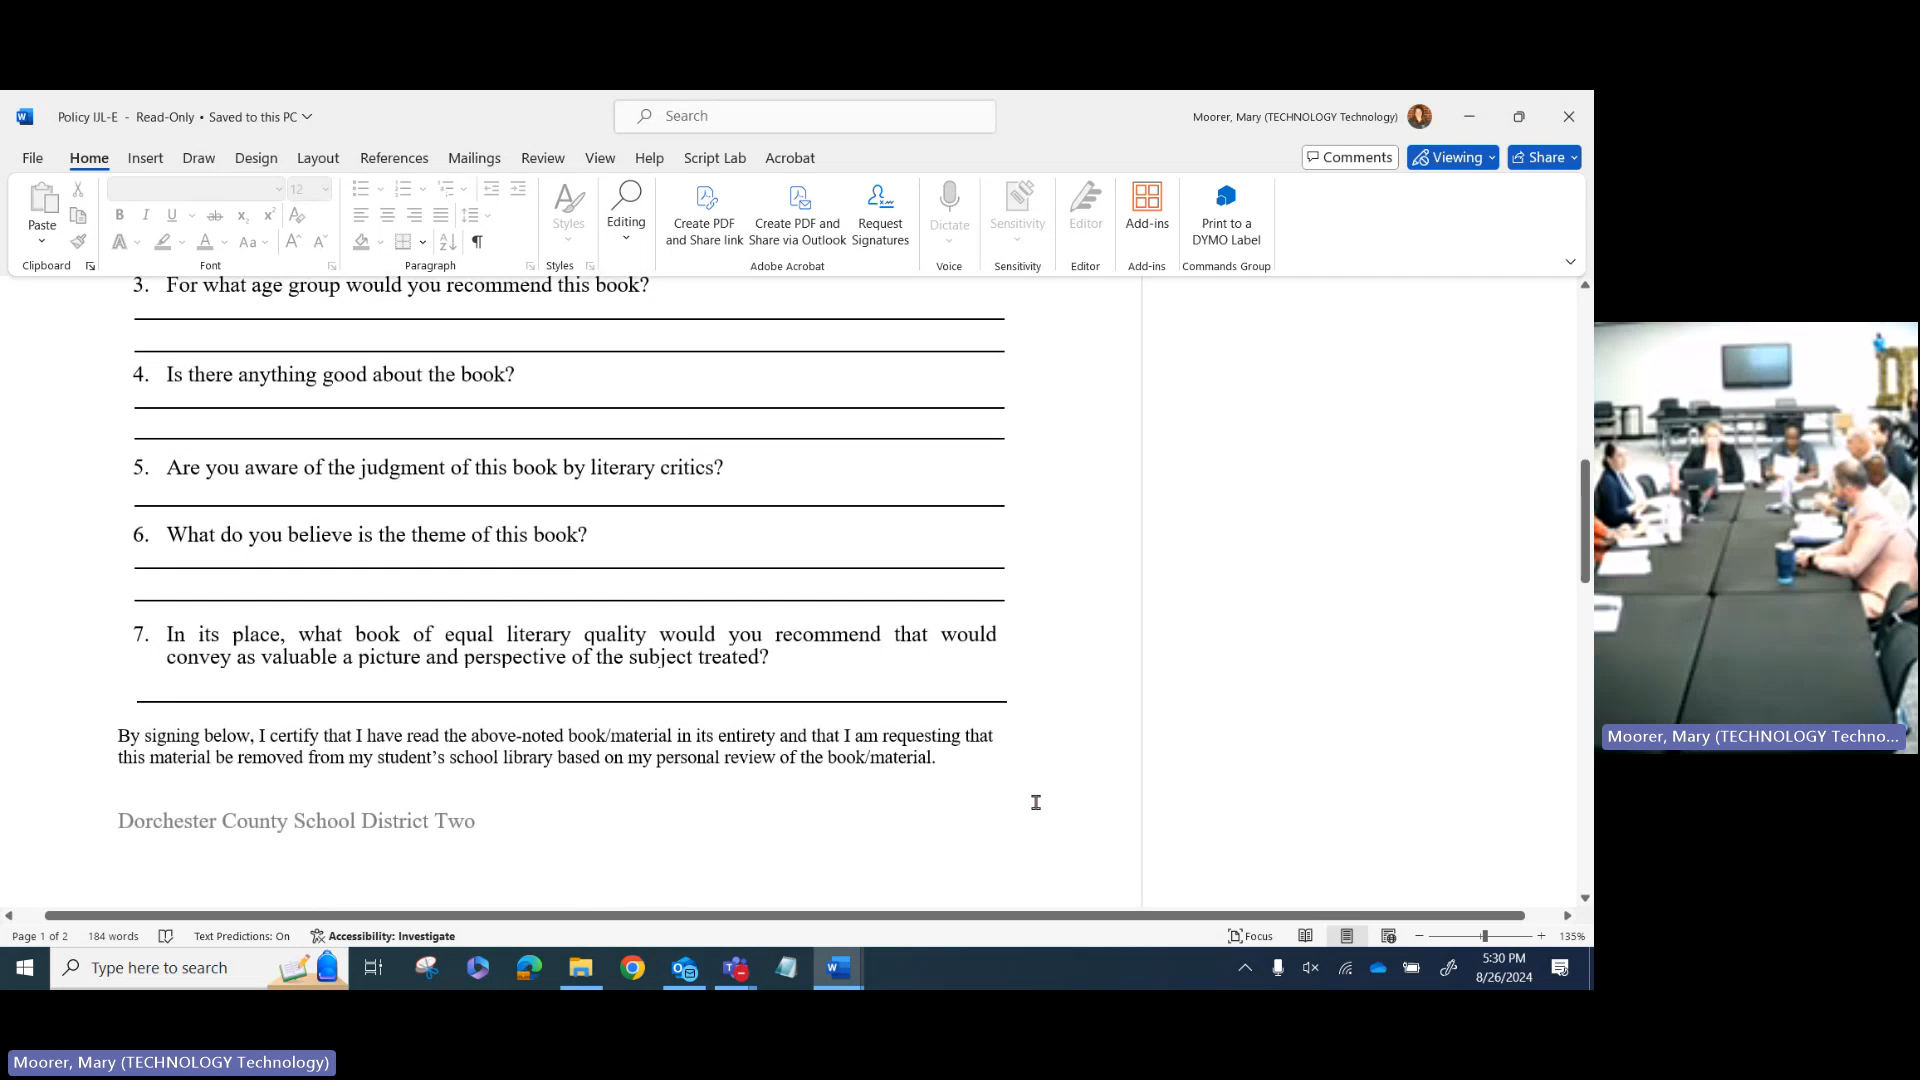 Policy IJL-E - Read-Only • Saved to this PC
Search
Moorer, Mary (TECHNOLOGY Technology)
File Home Insert Draw Design Layout References Mailings Review View Help Script Lab Acrobat
Comments Viewing Share
12
Paste
B I U ab x₂ x² A
A A Aa A A
Styles
Editing
Create PDF
and Share link
Create PDF and
Share via Outlook
Request
Signatures
Dictate
Sensitivity
Editor
Add-ins
Print to a
DYMO Label
Clipboard Font Paragraph Styles Adobe Acrobat Voice Sensitivity Editor Add-ins Commands Group
3. For what age group would you recommend this book?
4. Is there anything good about the book?
5. Are you aware of the judgment of this book by literary critics?
6. What do you believe is the theme of this book?
7. In its place, what book of equal literary quality would you recommend that would
convey as valuable a picture and perspective of the subject treated?
By signing below, I certify that I have read the above-noted book/material in its entirety and that I am requesting that
this material be removed from my student’s school library based on my personal review of the book/material.
Dorchester County School District Two
Moorer, Mary (TECHNOLOGY Techno...
Page 1 of 2 184 words Text Predictions: On Accessibility: Investigate
Focus 135%
Type here to search
5:30 PM
8/26/2024
Moorer, Mary (TECHNOLOGY Technology)